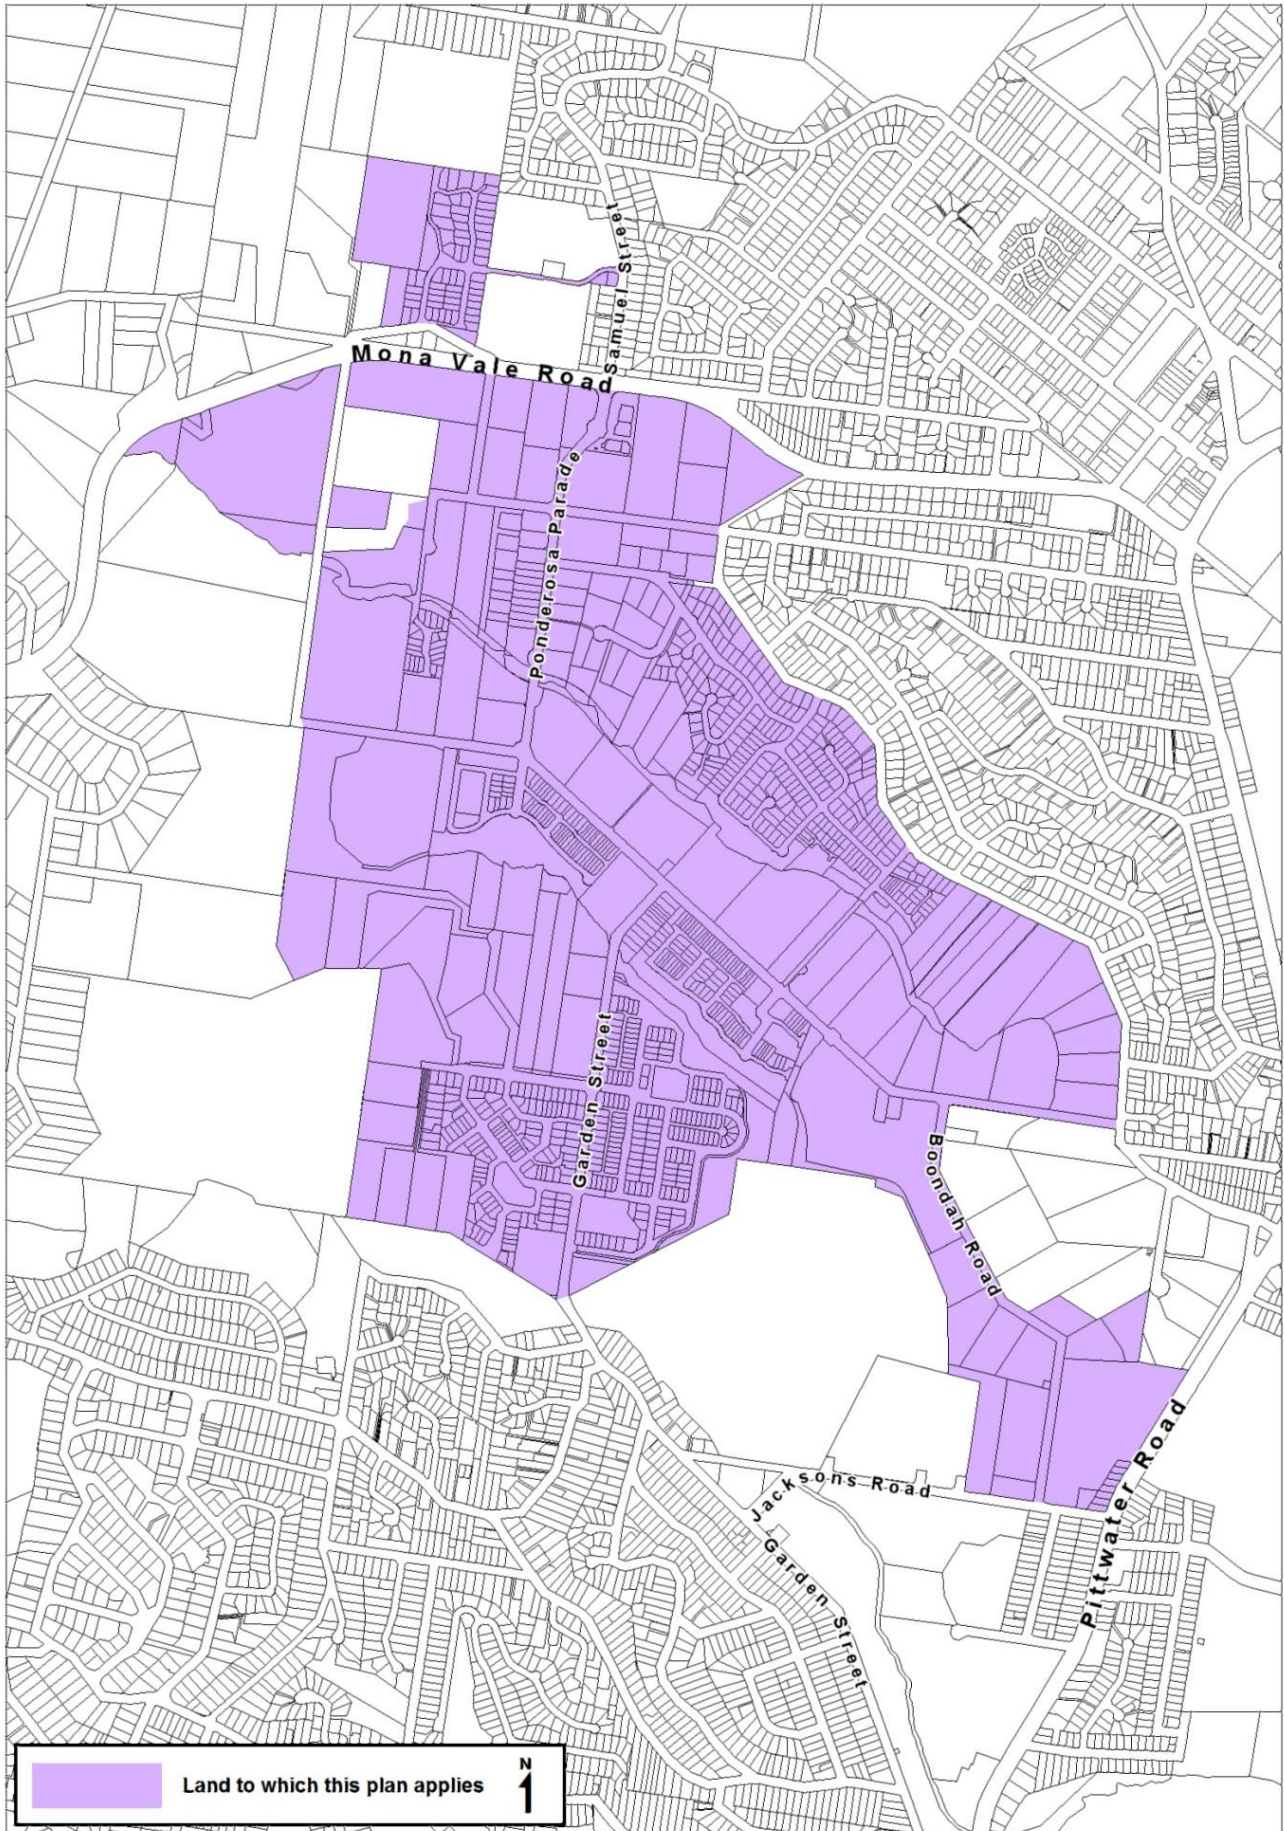 Samuel Street
Mona Vale Road
Ponderosa Parade
Garden Street
Boondah Road
Pittwater Road
Jacksons Road
Garden Street
Land to which this plan applies
N